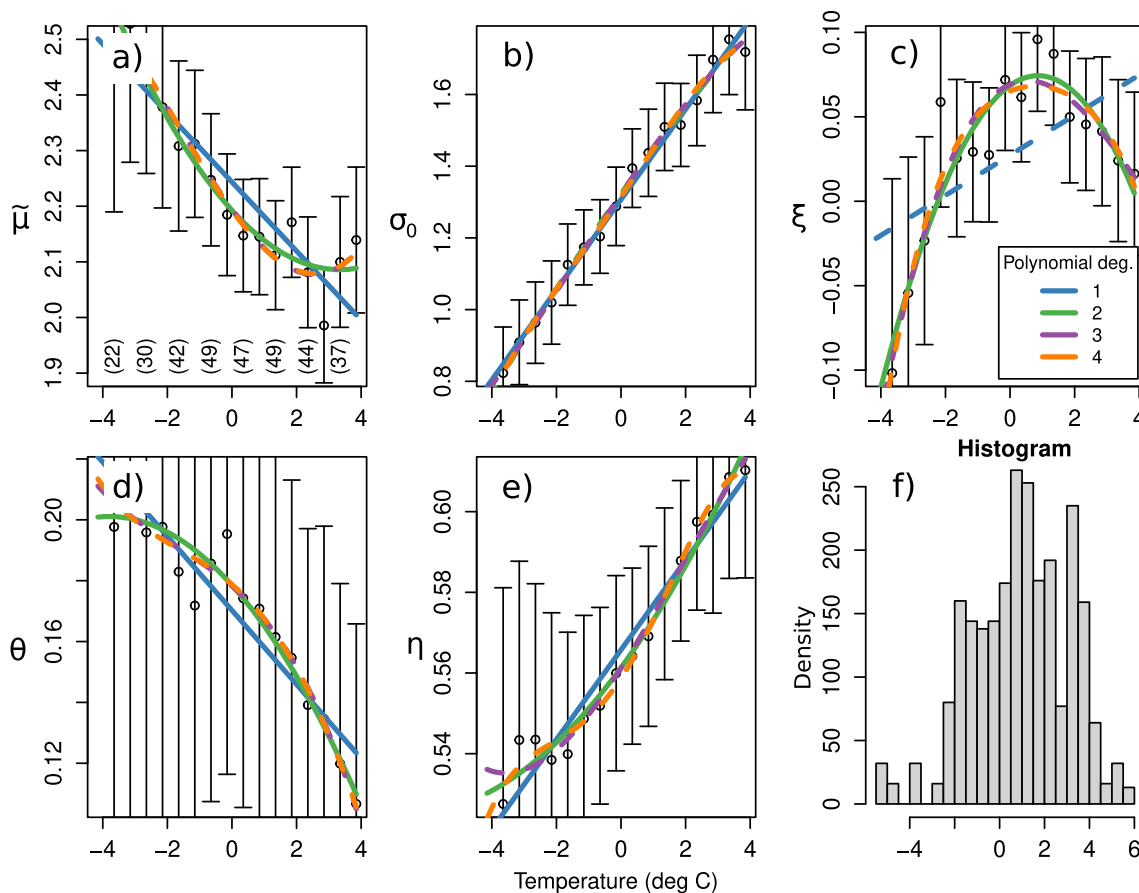 a)
μ̃
2.5
2.4
2.3
2.2
2.1
2.0
1.9
(22)
(30)
(42)
(49)
(47)
(49)
(44)
(37)
−4 −2 0 2 4
b)
σ0
1.6
1.4
1.2
1.0
0.8
−4 −2 0 2 4
c)
ξ
0.10
0.05
0.00
−0.05
−0.10
Polynomial deg.
1
2
3
4
−4 −2 0 2 4
d)
θ
0.20
0.16
0.12
−4 −2 0 2 4
e)
η
0.60
0.58
0.56
0.54
−4 −2 0 2 4
Temperature (deg C)
Histogram
f)
Density
250
200
150
100
50
0
−4 −2 0 2 4 6